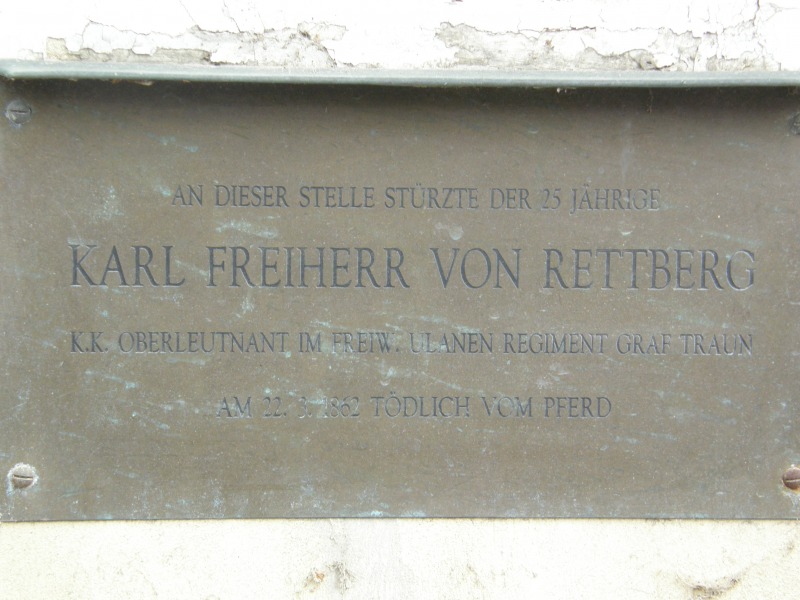 AN DIESER STELLE STÜRZTE DER 25 JÄHRIGE
KARL FREIHERR VON RETTBERG
K.K. OBERLEUTNANT IM FREIW. ULANEN REGIMENT GRAF TRAUN
AM 22. 3. 1862 TÖDLICH VOM PFERD